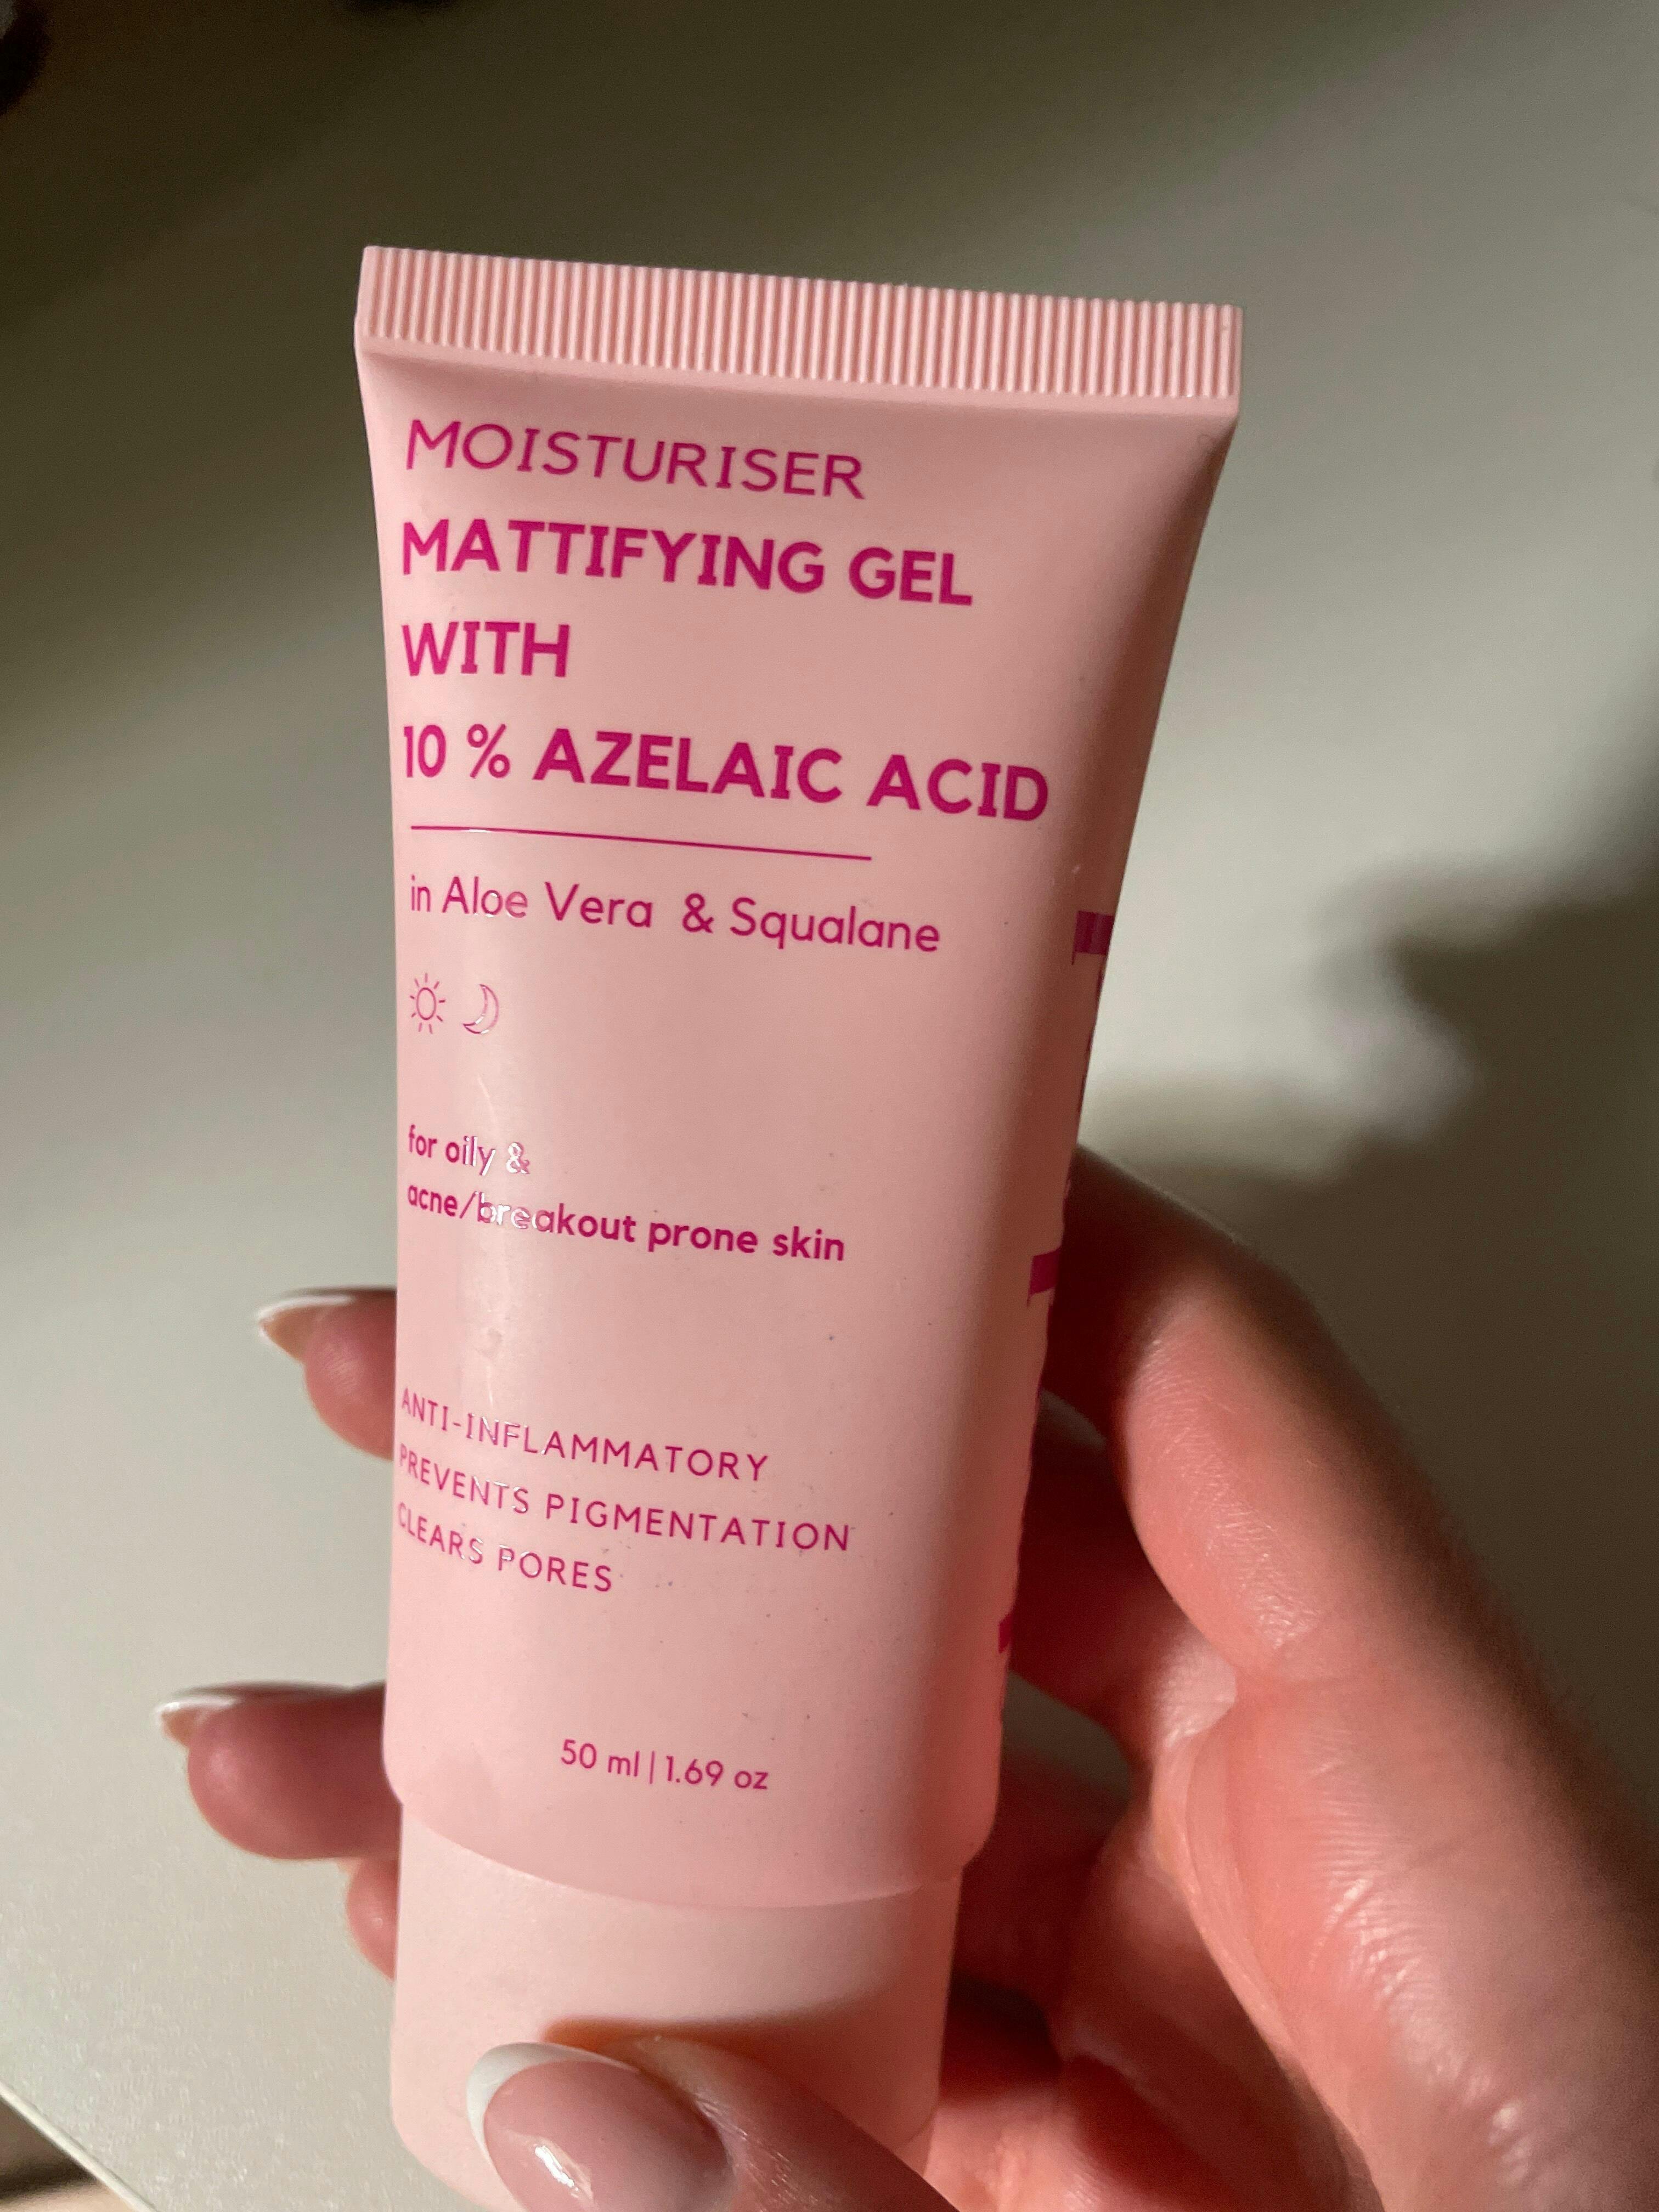 MOISTURISER
MATTIFYING GEL
WITH
10 % AZELAIC ACID
in Aloe Vera & Squalane
for oily &
acne/breakout prone skin
ANTI-INFLAMMATORY
PREVENTS PIGMENTATION
CLEARS PORES
50 ml | 1.69 oz